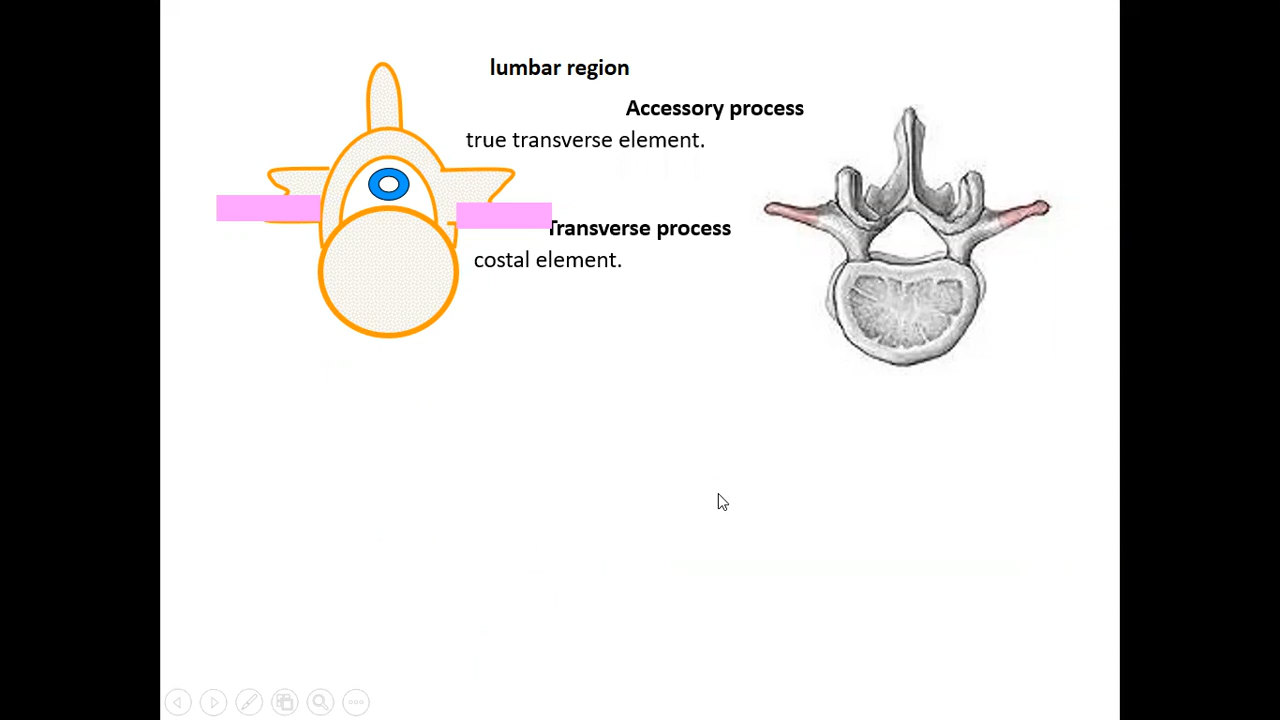 lumbar region
Accessory process
true transverse element.
Transverse process
costal element.